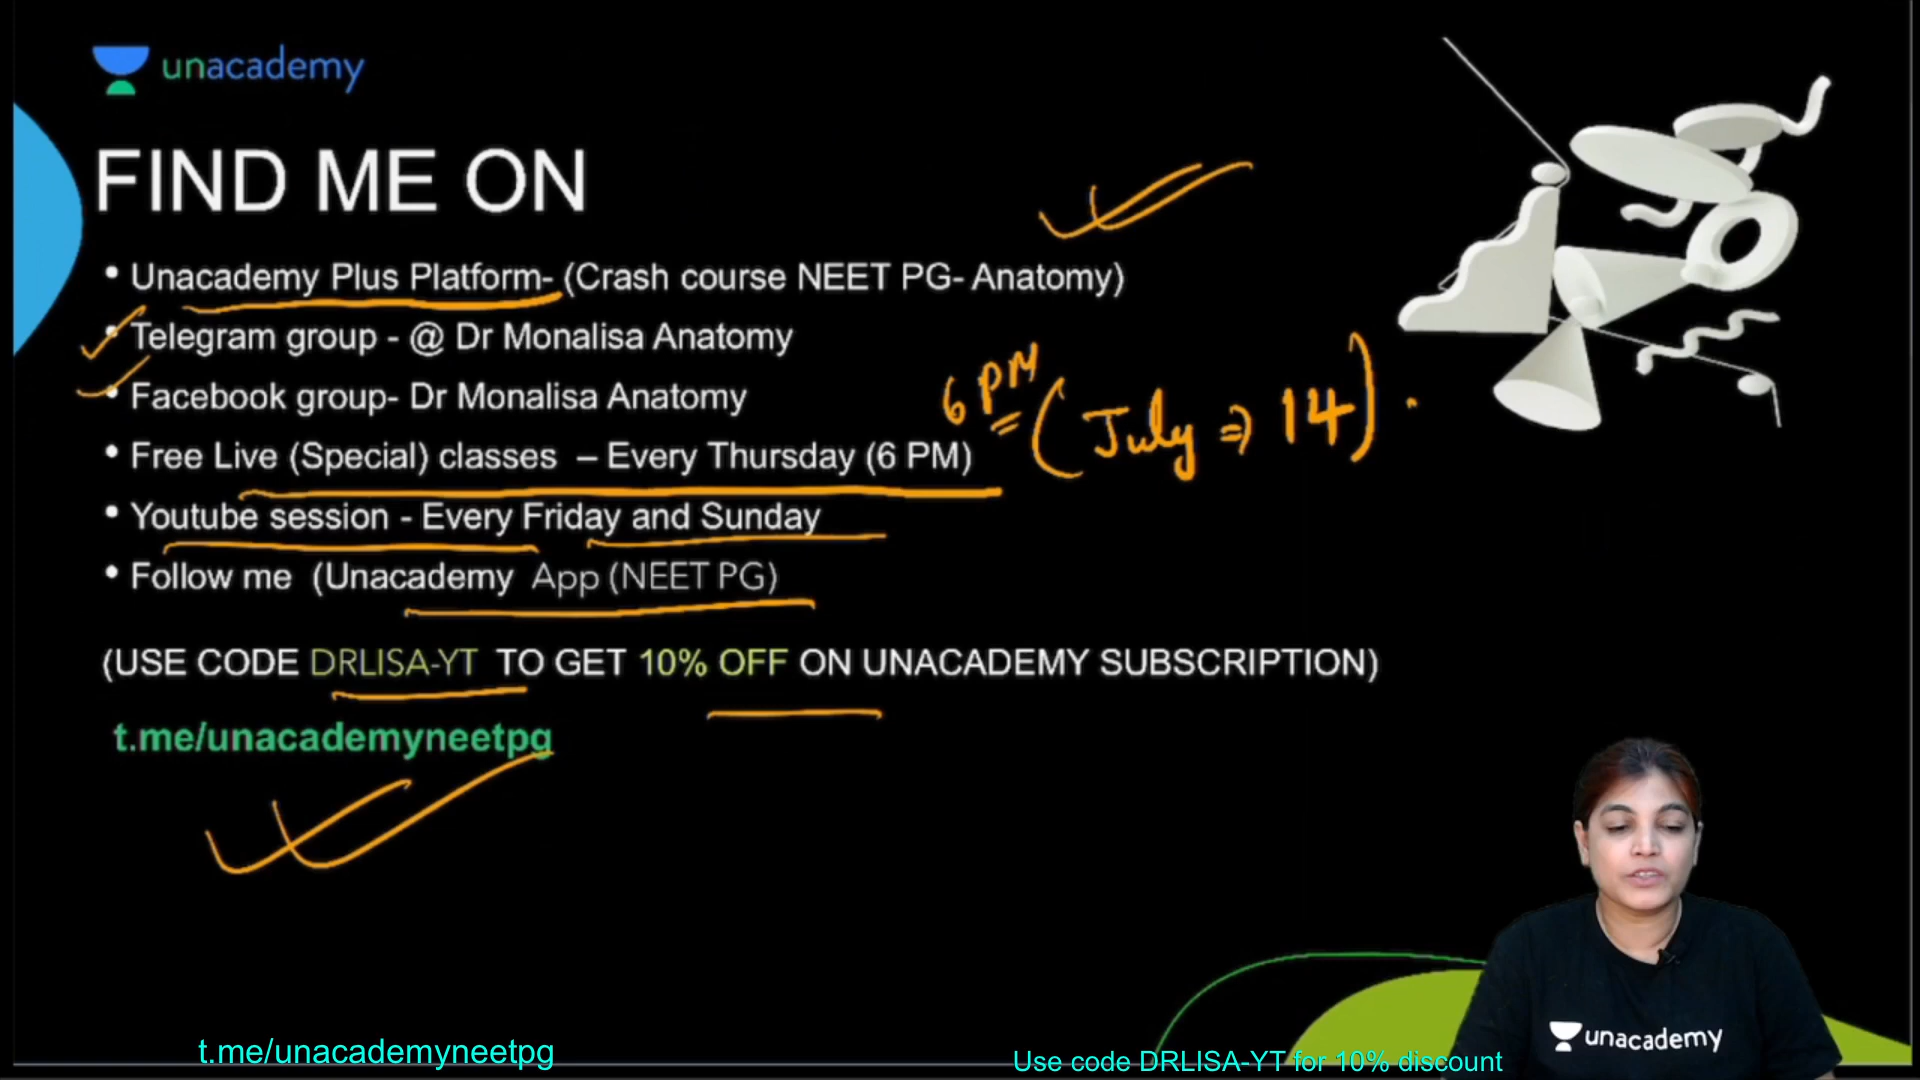 unacademy
FIND ME ON
• Unacademy Plus Platform- (Crash course NEET PG- Anatomy)
• Telegram group - @ Dr Monalisa Anatomy
• Facebook group- Dr Monalisa Anatomy
6 PM (July ⇒ 14).
• Free Live (Special) classes – Every Thursday (6 PM)
• Youtube session - Every Friday and Sunday
• Follow me (Unacademy App (NEET PG)
(USE CODE DRLISA-YT TO GET 10% OFF ON UNACADEMY SUBSCRIPTION)
t.me/unacademyneetpg
unacademy
t.me/unacademyneetpg
Use code DRLISA-YT for 10% discount